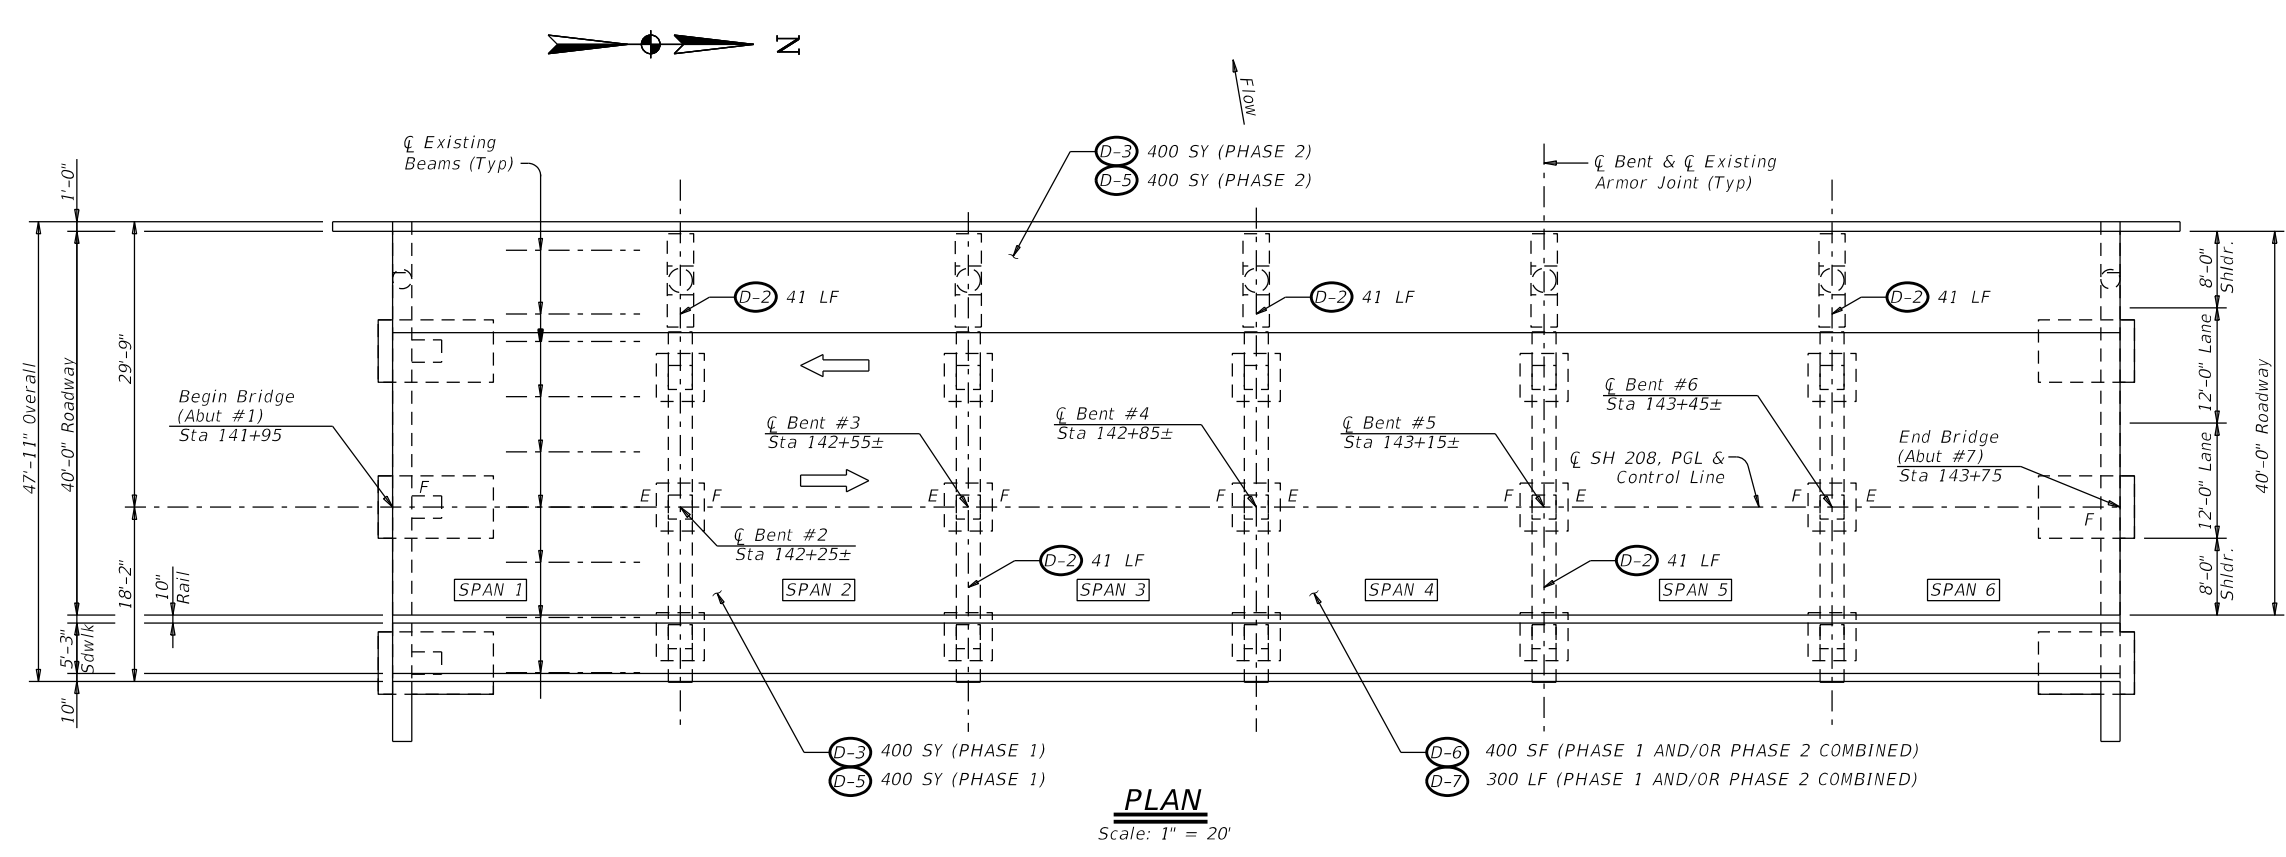 N
Flow
℄ Existing
Beams (Typ)
D-3 400 SY (PHASE 2)
D-5 400 SY (PHASE 2)
℄ Bent & ℄ Existing
Armor Joint (Typ)
1'-0"
47'-11" Overall
40'-0" Roadway
29'-9"
18'-2"
10"
Rail
5'-3"
Sdwlk
10"
D-2 41 LF
D-2 41 LF
D-2 41 LF
8'-0"
Shldr.
12'-0" Lane
12'-0" Lane
8'-0"
Shldr.
40'-0" Roadway
Begin Bridge
(Abut #1)
Sta 141+95
℄ Bent #3
Sta 142+55±
℄ Bent #4
Sta 142+85±
℄ Bent #5
Sta 143+15±
℄ Bent #6
Sta 143+45±
℄ SH 208, PGL &
Control Line
End Bridge
(Abut #7)
Sta 143+75
F
E F
E F
F E
F E
F E
F
℄ Bent #2
Sta 142+25±
D-2 41 LF
D-2 41 LF
SPAN 1
SPAN 2
SPAN 3
SPAN 4
SPAN 5
SPAN 6
D-3 400 SY (PHASE 1)
D-5 400 SY (PHASE 1)
D-6 400 SF (PHASE 1 AND/OR PHASE 2 COMBINED)
D-7 300 LF (PHASE 1 AND/OR PHASE 2 COMBINED)
PLAN
Scale: 1" = 20'